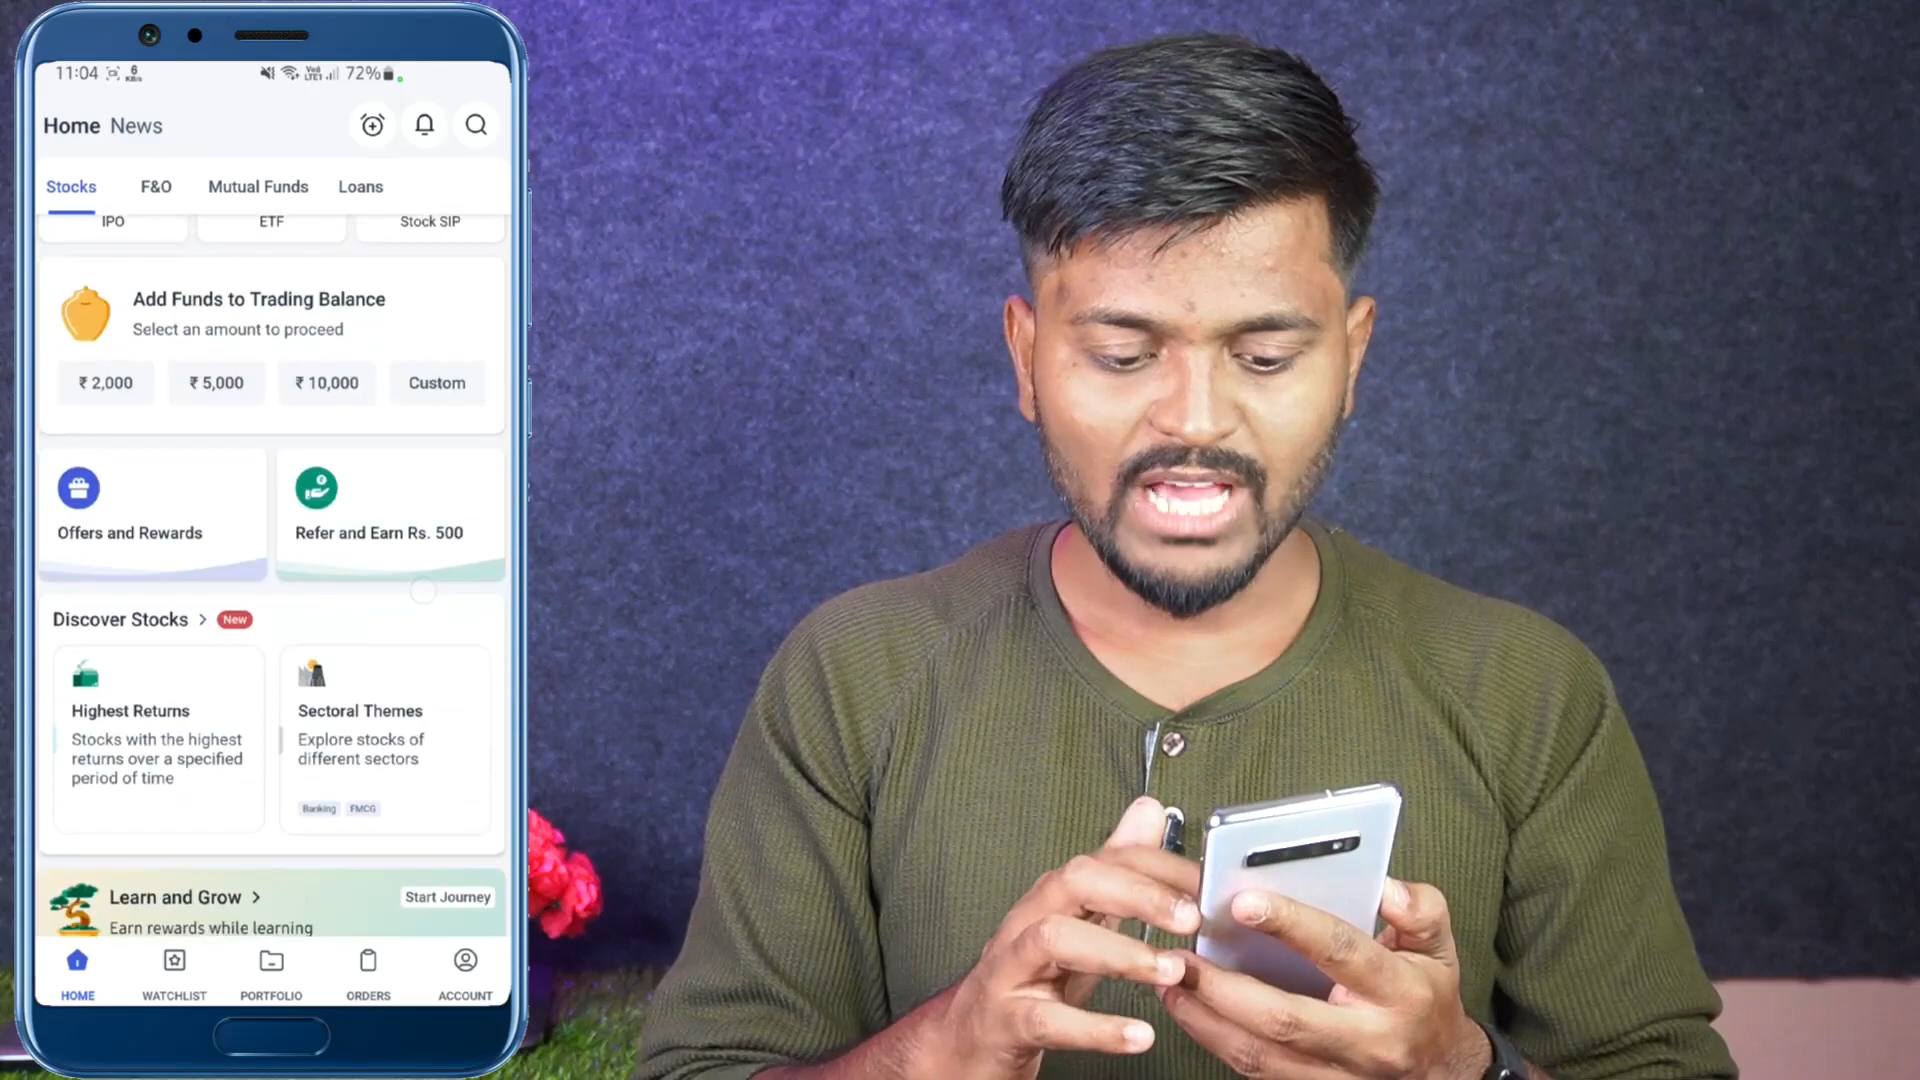 11:04 6 KB/s Vo) LTE1 72%
Home News
Stocks F&O Mutual Funds Loans
IPO ETF Stock SIP
Add Funds to Trading Balance
Select an amount to proceed
₹ 2,000 ₹ 5,000 ₹ 10,000 Custom
Offers and Rewards Refer and Earn Rs. 500
Discover Stocks > New
Highest Returns
Stocks with the highest
returns over a specified
period of time
Sectoral Themes
Explore stocks of
different sectors
Banking FMCG
Learn and Grow > Start Journey
Earn rewards while learning
HOME WATCHLIST PORTFOLIO ORDERS ACCOUNT